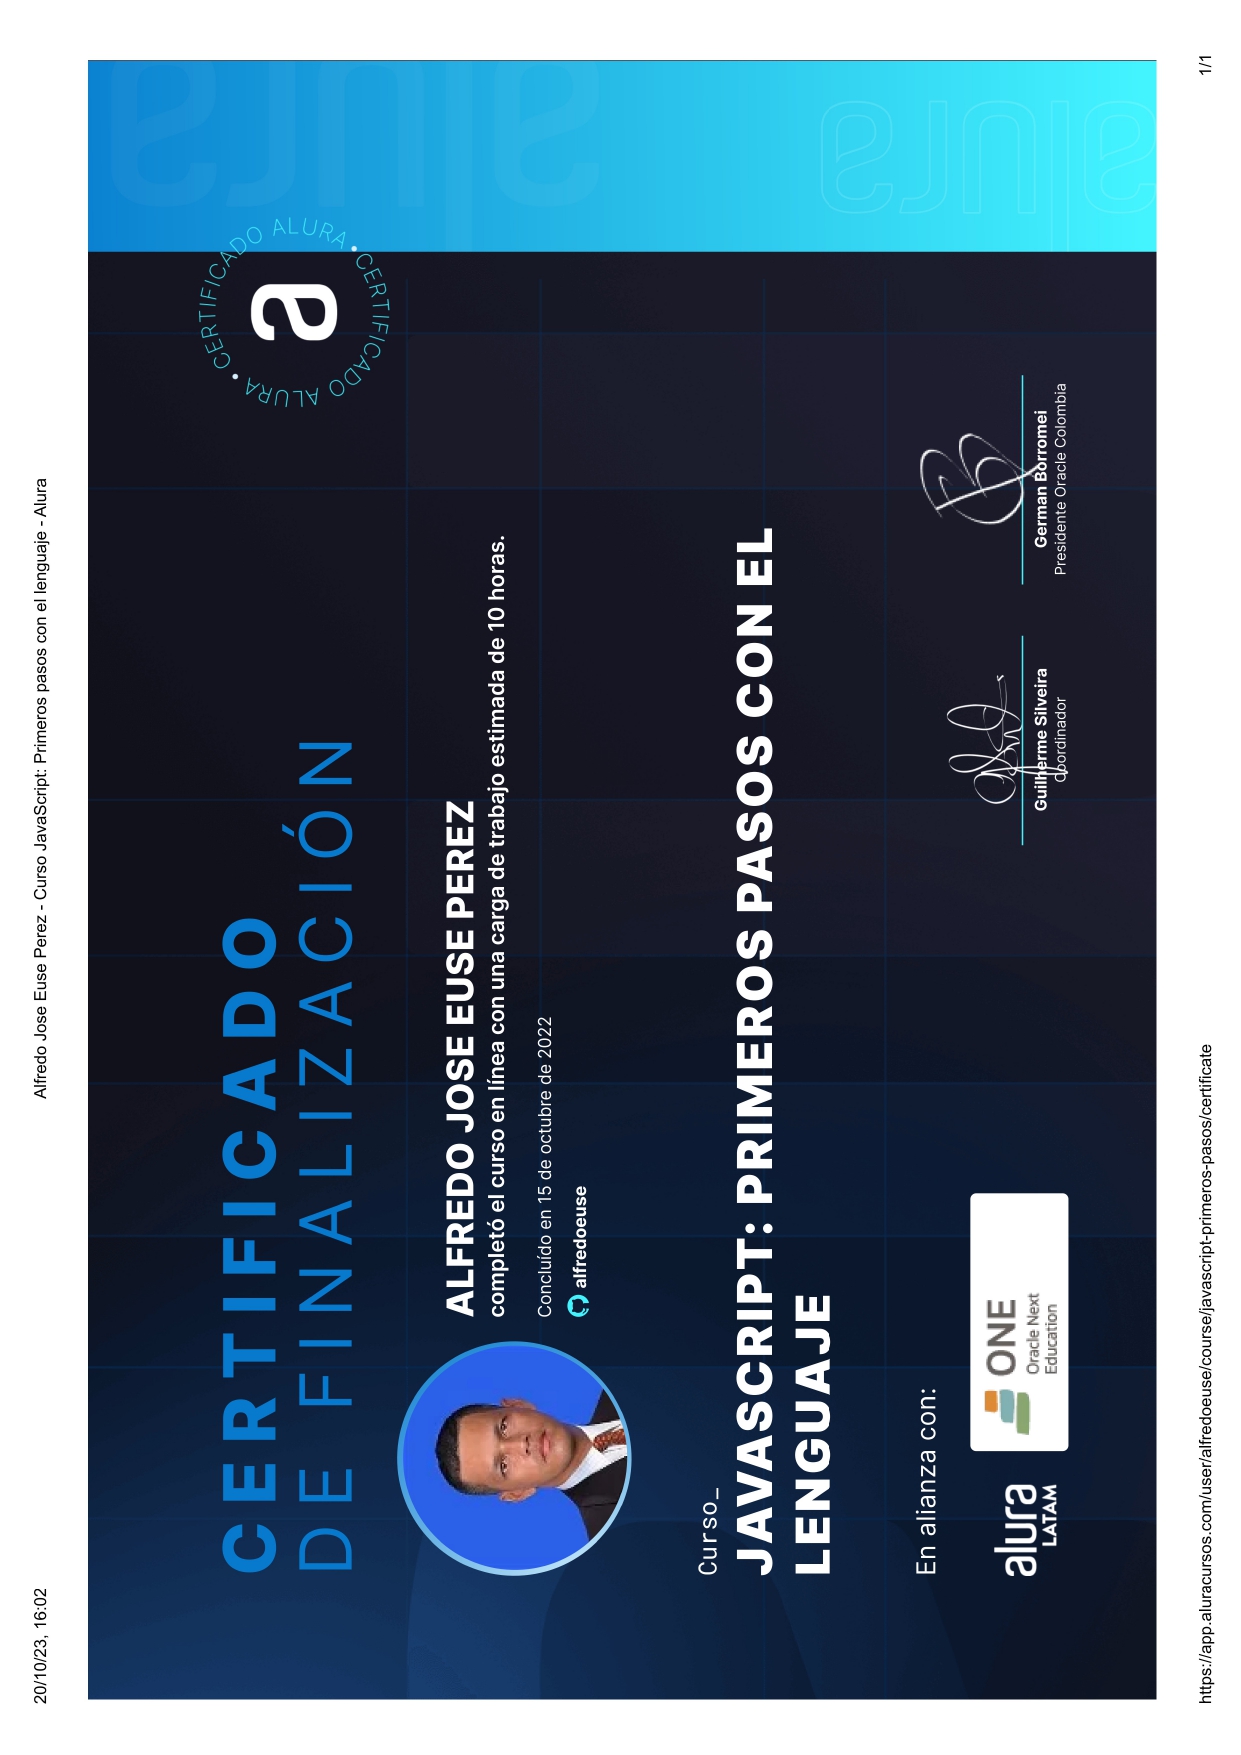 20/10/23, 16:02
Alfredo Jose Euse Perez - Curso JavaScript: Primeros pasos con el lenguaje - Alura
CERTIFICADO
DE FINALIZACIÓN
• CERTIFICADO ALURA • CERTIFICADO ALURA
a
alura
ALFREDO JOSE EUSE PEREZ
completó el curso en línea con una carga de trabajo estimada de 10 horas.
Concluído en 15 de octubre de 2022
alfredoeuse
Curso_
JAVASCRIPT: PRIMEROS PASOS CON EL
LENGUAJE
alura
En alianza con:
alura
LATAM
ONE
Oracle Next
Education
Guilherme Silveira
Coordinador
German Borromei
Presidente Oracle Colombia
https://app.aluracursos.com/user/alfredoeuse/course/javascript-primeros-pasos/certificate
1/1